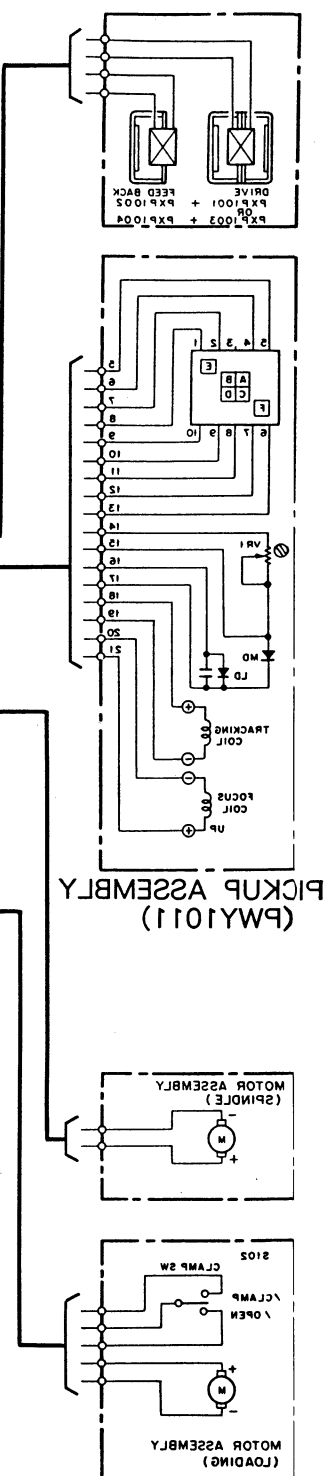 DRIVE FEED BACK
PXP1001 + PXP1002
OR
PXP1003 + PXP1004
5 4 3 2 1
E
A B
C D
F
6 7 8 9 10
5
6
7
8
9
10
11
12
13
14
15
16
17
18
19
20
21
VR1
MD
LD
+
TRACKING
COIL
-
-
FOCUS
COIL
UP +
PICKUP ASSEMBLY
(PWY1011)
MOTOR ASSEMBLY
(SPINDLE)
-
M
+
S102
CLAMP SW
/CLAMP
/OPEN
+
M
-
MOTOR ASSEMBLY
(LOADING)